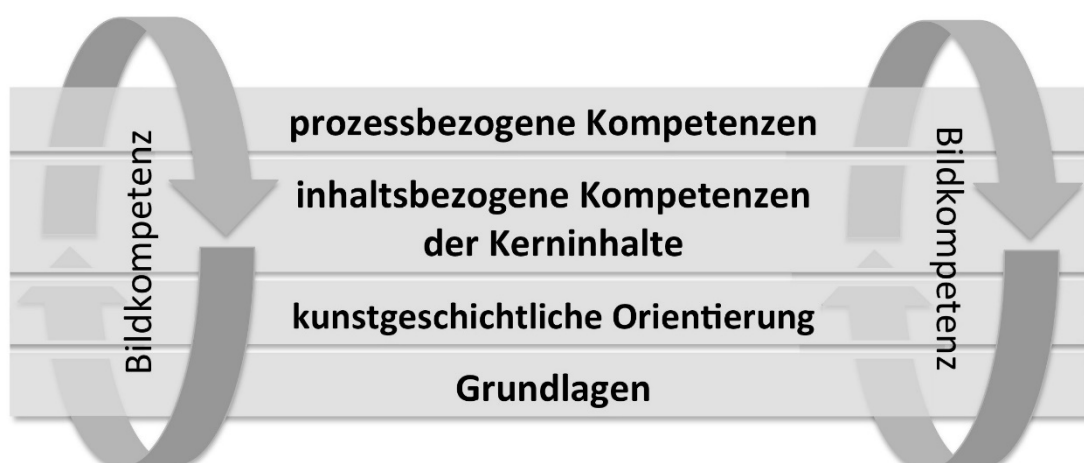 Bildkompetenz
prozessbezogene Kompetenzen
inhaltsbezogene Kompetenzen
der Kerninhalte
kunstgeschichtliche Orientierung
Grundlagen
Bildkompetenz